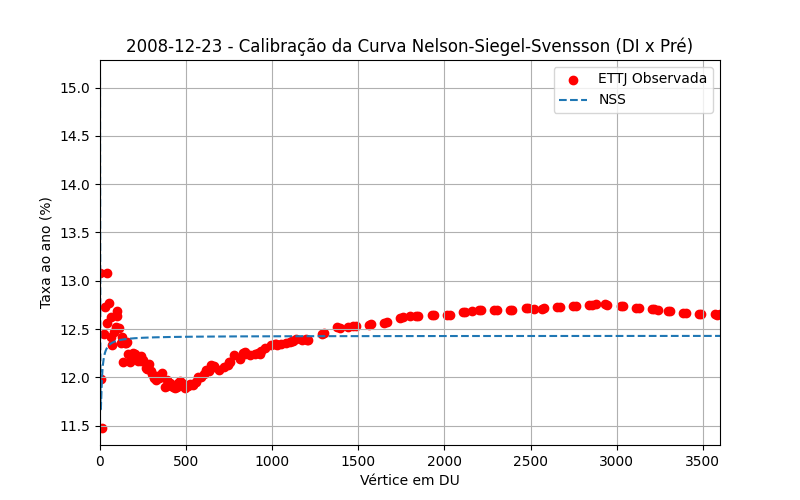 2008-12-23 - Calibração da Curva Nelson-Siegel-Svensson (DI x Pré)
ETTJ Observada
NSS
Taxa ao ano (%)
15.0
14.5
14.0
13.5
13.0
12.5
12.0
11.5
0 500 1000 1500 2000 2500 3000 3500
Vértice em DU